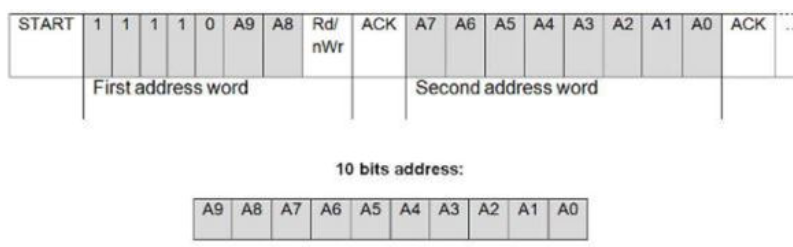 START 1 1 1 1 0 A9 A8 Rd/ ACK A7 A6 A5 A4 A3 A2 A1 A0 ACK
nWr
First address word Second address word
10 bits address:
A9 A8 A7 A6 A5 A4 A3 A2 A1 A0